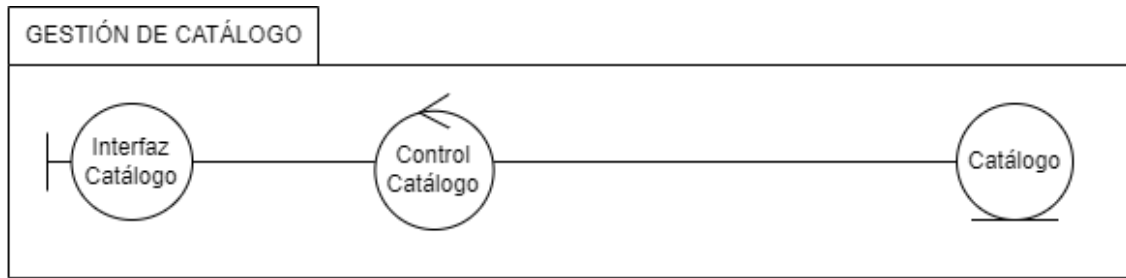 GESTIÓN DE CATÁLOGO
Interfaz
Catálogo
Control
Catálogo
Catálogo